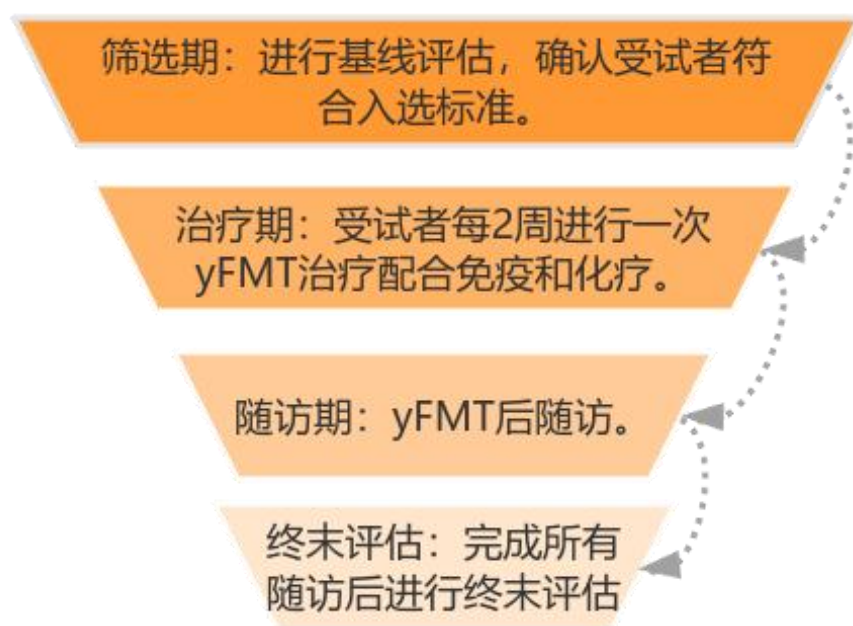 筛选期：进行基线评估，确认受试者符
合入选标准。
治疗期：受试者每2周进行一次
yFMT治疗配合免疫和化疗。
随访期：yFMT后随访。
终末评估：完成所有
随访后进行终末评估